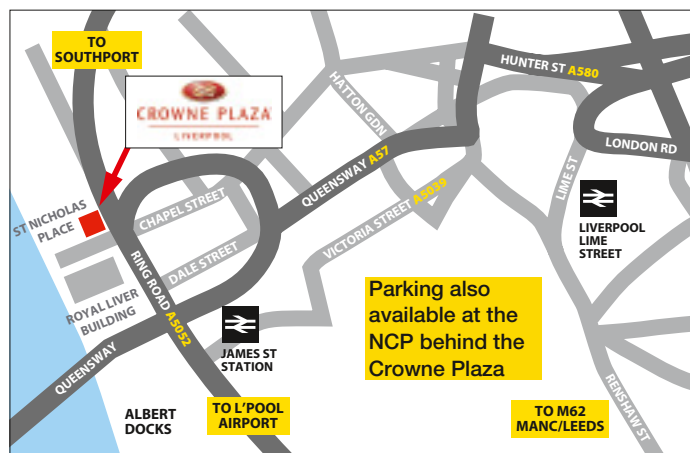 TO
SOUTHPORT
CROWNE PLAZA
LIVERPOOL
HUNTER ST A580
HATTON GDN
LONDON RD
LIME ST
QUEENSWAY A57
VICTORIA STREET A5039
LIVERPOOL
LIME
STREET
ST NICHOLAS
PLACE
CHAPEL STREET
DALE STREET
RING ROAD A5052
ROYAL LIVER
BUILDING
QUEENSWAY
JAMES ST
STATION
Parking also
available at the
NCP behind the
Crowne Plaza
ALBERT
DOCKS
TO L'POOL
AIRPORT
TO M62
MANC/LEEDS
RENSHAW ST